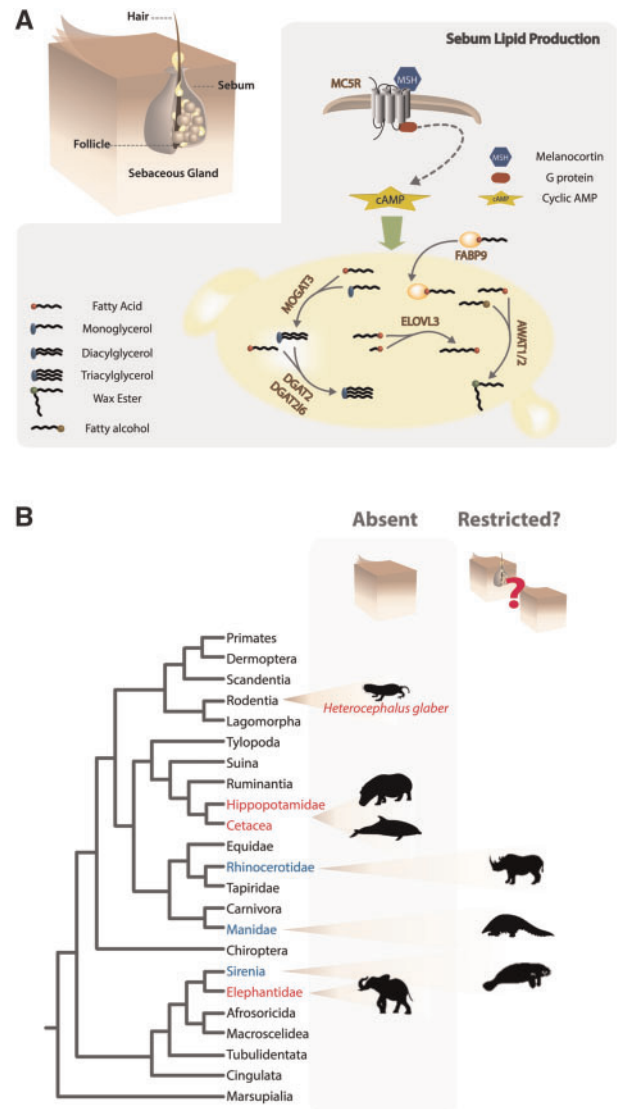 A
Hair
Sebum
Follicle
Sebaceous Gland
Sebum Lipid Production
MC5R
MSH
MSH
Melanocortin
G protein
cAMP
Cyclic AMP
cAMP
FABP9
MOGAT3
ELOVL3
AWAT1/2
DGAT2
DGAT2l6
Fatty Acid
Monoglycerol
Diacylglycerol
Triacylglycerol
Wax Ester
Fatty alcohol
B
Absent
Restricted?
?
Primates
Dermoptera
Scandentia
Rodentia
Heterocephalus glaber
Lagomorpha
Tylopoda
Suina
Ruminantia
Hippopotamidae
Cetacea
Equidae
Rhinocerotidae
Tapiridae
Carnivora
Manidae
Chiroptera
Sirenia
Elephantidae
Afrosoricida
Macroscelidea
Tubulidentata
Cingulata
Marsupialia